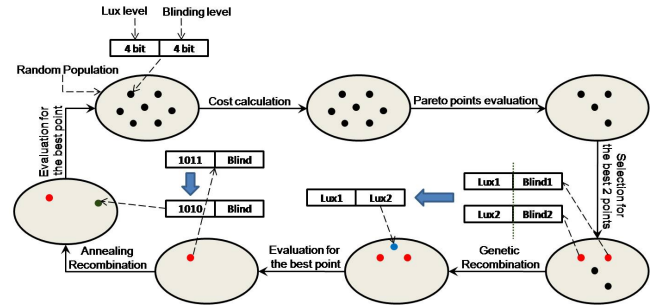 Lux level
Blinding level
4 bit
4 bit
Random Population
Cost calculation
Pareto points evaluation
Evaluation for
the best point
Selection for
the best 2 points
1011
Blind
1010
Blind
Lux1
Lux2
Lux1
Blind1
Lux2
Blind2
Annealing
Recombination
Evaluation for
the best point
Genetic
Recombination